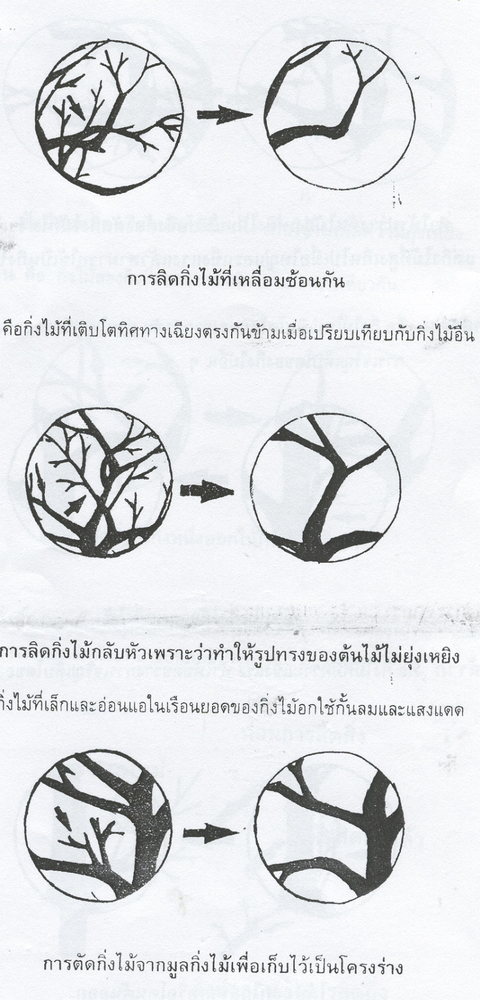 การลิดกิ่งไม้ที่เหลื่อมซ้อนกัน
คือกิ่งไม้ที่เติบโตทิศทางเฉียงตรงกันข้ามเมื่อเปรียบเทียบกับกิ่งไม้อื่น
การลิดกิ่งไม้กลับหัวเพราะว่าทำให้รูปทรงของต้นไม้ไม่ยุ่งเหยิง
กิ่งไม้ที่เล็กและอ่อนแอในเรือนยอดของกิ่งไม้อกใช้กั้นลมและแสงแดด
การตัดกิ่งไม้จากมูลกิ่งไม้เพื่อเก็บไว้เป็นโครงร่าง